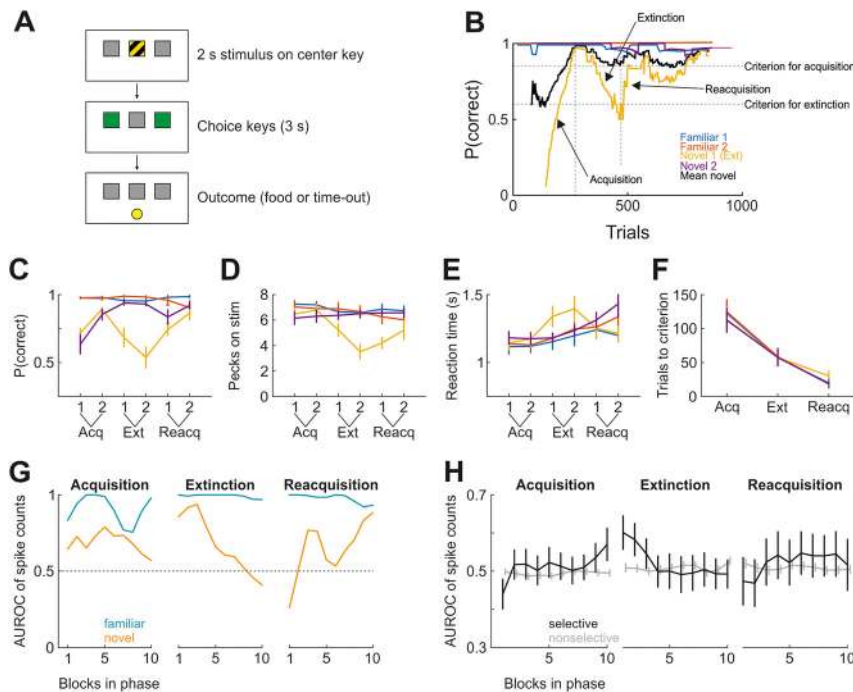 A
2 s stimulus on center key
Choice keys (3 s)
Outcome (food or time-out)
B
Extinction
Criterion for acquisition
Reacquisition
Criterion for extinction
Acquisition
Familiar 1
Familiar 2
Novel 1 (Ext)
Novel 2
Mean novel
P(correct)
1
0.5
0
0 500 1000
Trials
C
P(correct)
1
0.5
1 2 1 2 1 2
Acq Ext Reacq
D
Pecks on stim
8
6
4
2
0
1 2 1 2 1 2
Acq Ext Reacq
E
Reaction time (s)
1.5
1.2
1
1 2 1 2 1 2
Acq Ext Reacq
F
Trials to criterion
150
100
50
0
Acq Ext Reacq
G
Acquisition Extinction Reacquisition
AUROC of spike counts
1
0.5
0
familiar
novel
1 5 10 1 5 10 1 5 10
Blocks in phase
H
Acquisition Extinction Reacquisition
AUROC of spike counts
0.7
0.5
0.3
selective
nonselective
5 10 5 10 5 10
Blocks in phase